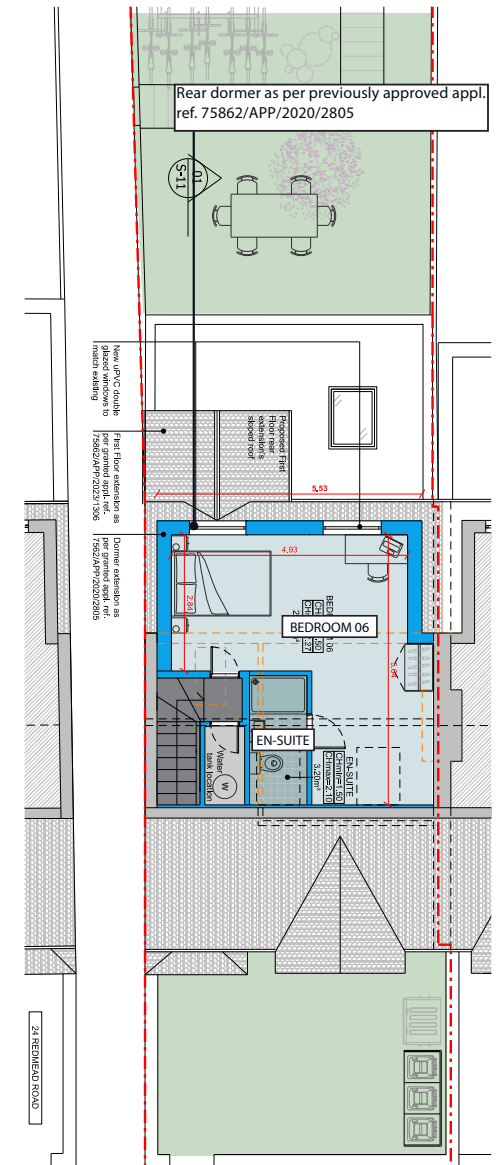 Rear dormer as per previously approved appl.
ref. 75862/APP/2020/2805
01
S-11
New uPVC double
glazed windows to
match existing
First Floor extension as
per granted appl. ref.
75862/APP/2023/1306
Dormer extension as
per granted appl. ref.
17562/APP/2020/2805
Proposed First
Floor rear
extension's
sloped roof
5,53
4,93
2,84
BEDROOM 06
EN-SUITE
EN-SUITE
CHmin=1.50
CHmax=2.10
3.20m²
Water
tank location
W
24 REDMEAD ROAD